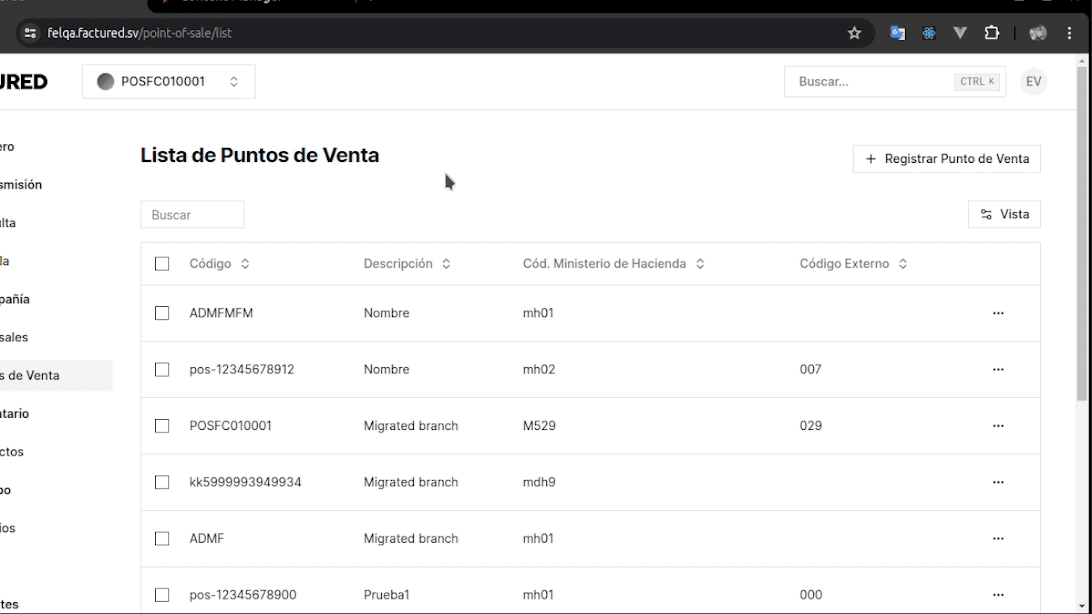 felqa.factured.sv/point-of-sale/list
URED
POSFC010001
Buscar...
CTRL K
EV
ero
smisión
ulta
la
pañía
sales
s de Venta
ntario
ctos
po
ios
tes
Lista de Puntos de Venta
+ Registrar Punto de Venta
Buscar
Vista
Código Descripción Cód. Ministerio de Hacienda Código Externo
ADMFMFM Nombre mh01 ...
pos-12345678912 Nombre mh02 007 ...
POSFC010001 Migrated branch M529 029 ...
kk5999993949934 Migrated branch mdh9 ...
ADMF Migrated branch mh01 ...
pos-12345678900 Prueba1 mh01 000 ...